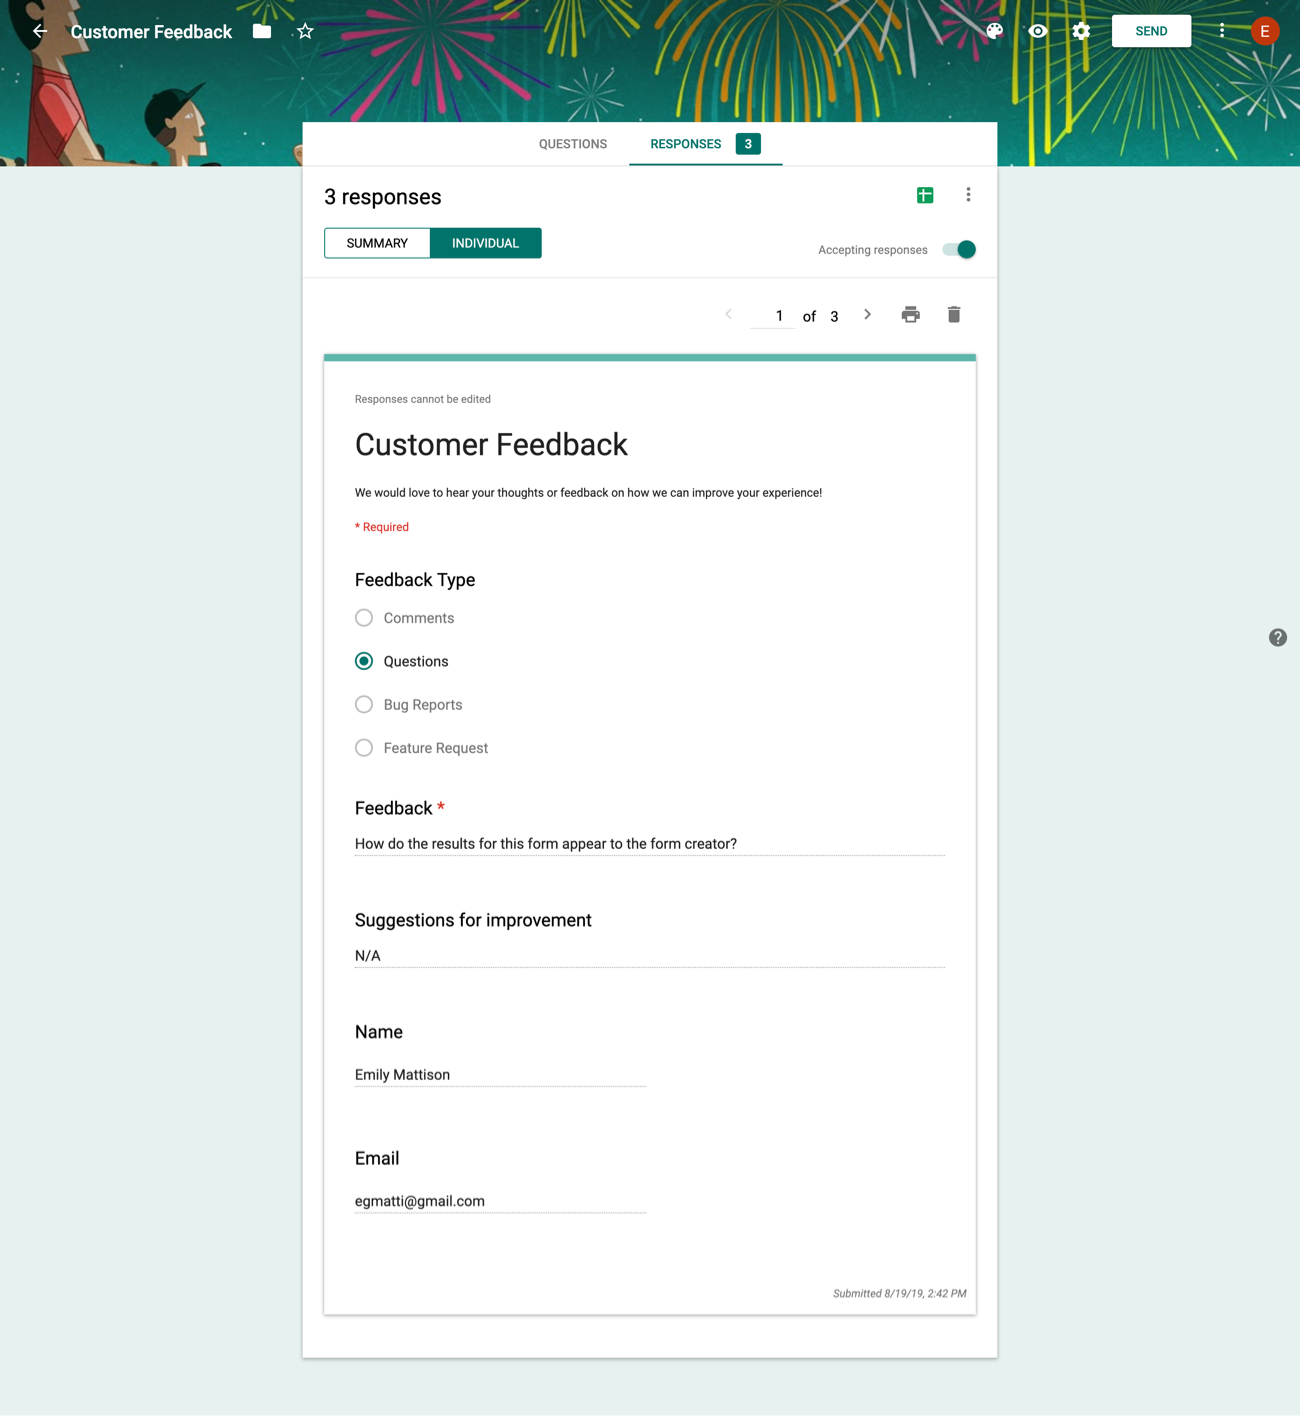 Customer Feedback
SEND
E
QUESTIONS
RESPONSES 3
3 responses
SUMMARY
INDIVIDUAL
Accepting responses
1 of 3
Responses cannot be edited
Customer Feedback
We would love to hear your thoughts or feedback on how we can improve your experience!
* Required
Feedback Type
Comments
Questions
Bug Reports
Feature Request
Feedback *
How do the results for this form appear to the form creator?
Suggestions for improvement
N/A
Name
Emily Mattison
Email
egmatti@gmail.com
Submitted 8/19/19, 2:42 PM